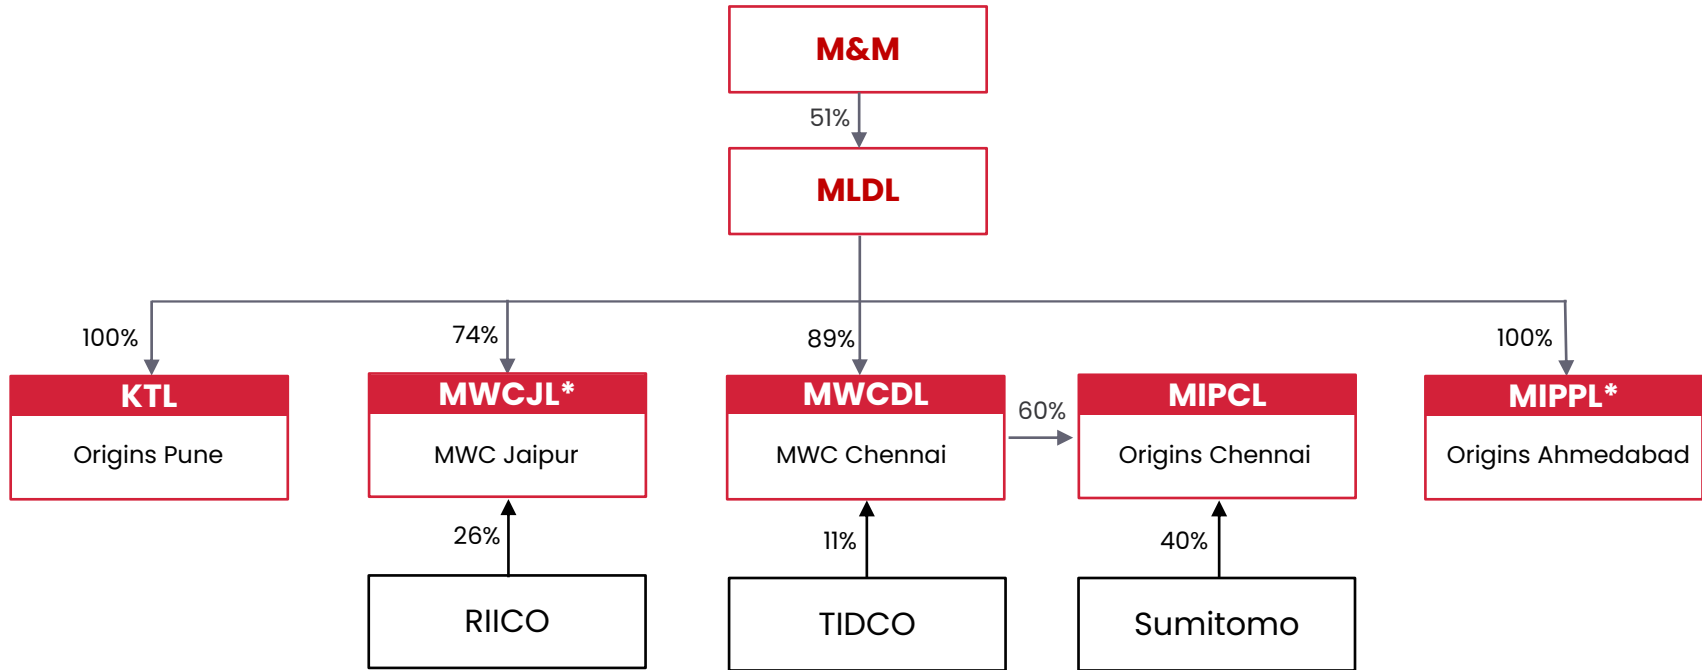 M&M
51%
MLDL
100%
74%
89%
100%
KTL
Origins Pune
MWCJL*
MWC Jaipur
MWCDL
MWC Chennai
60%
MIPCL
Origins Chennai
MIPPL*
Origins Ahmedabad
26%
11%
40%
RIICO
TIDCO
Sumitomo